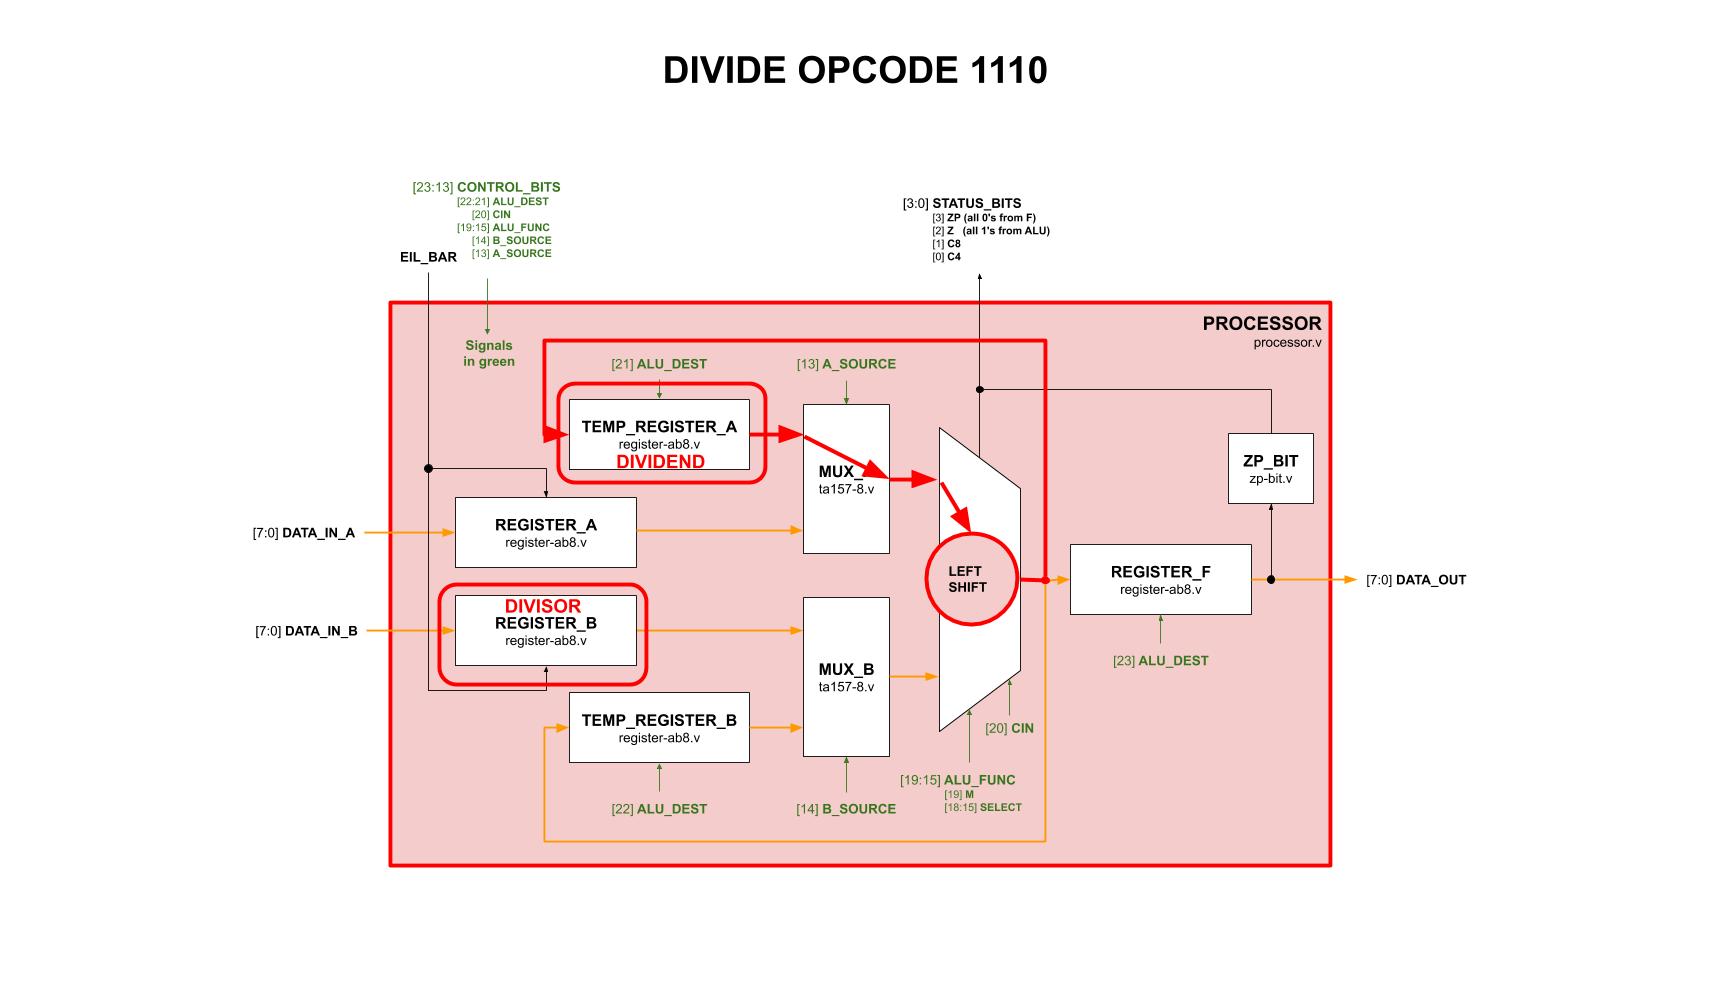 DIVIDE OPCODE 1110
[23:13] CONTROL_BITS
[22:21] ALU_DEST
[20] CIN
[19:15] ALU_FUNC
[14] B_SOURCE
[13] A_SOURCE
EIL_BAR
[3:0] STATUS_BITS
[3] ZP (all 0's from F)
[2] Z (all 1's from ALU)
[1] C8
[0] C4
PROCESSOR
processor.v
Signals
in green
[21] ALU_DEST
[13] A_SOURCE
TEMP_REGISTER_A
register-ab8.v
DIVIDEND
MUX_
ta157-8.v
ZP_BIT
zp-bit.v
[7:0] DATA_IN_A
REGISTER_A
register-ab8.v
LEFT
SHIFT
REGISTER_F
register-ab8.v
[7:0] DATA_OUT
[7:0] DATA_IN_B
DIVISOR
REGISTER_B
register-ab8.v
MUX_B
ta157-8.v
[23] ALU_DEST
TEMP_REGISTER_B
register-ab8.v
[20] CIN
[22] ALU_DEST
[14] B_SOURCE
[19:15] ALU_FUNC
[19] M
[18:15] SELECT